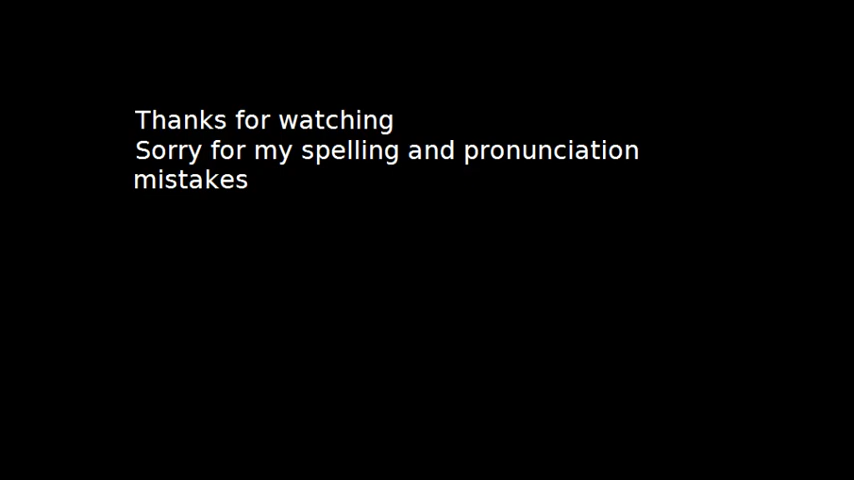 Thanks for watching
Sorry for my spelling and pronunciation
mistakes